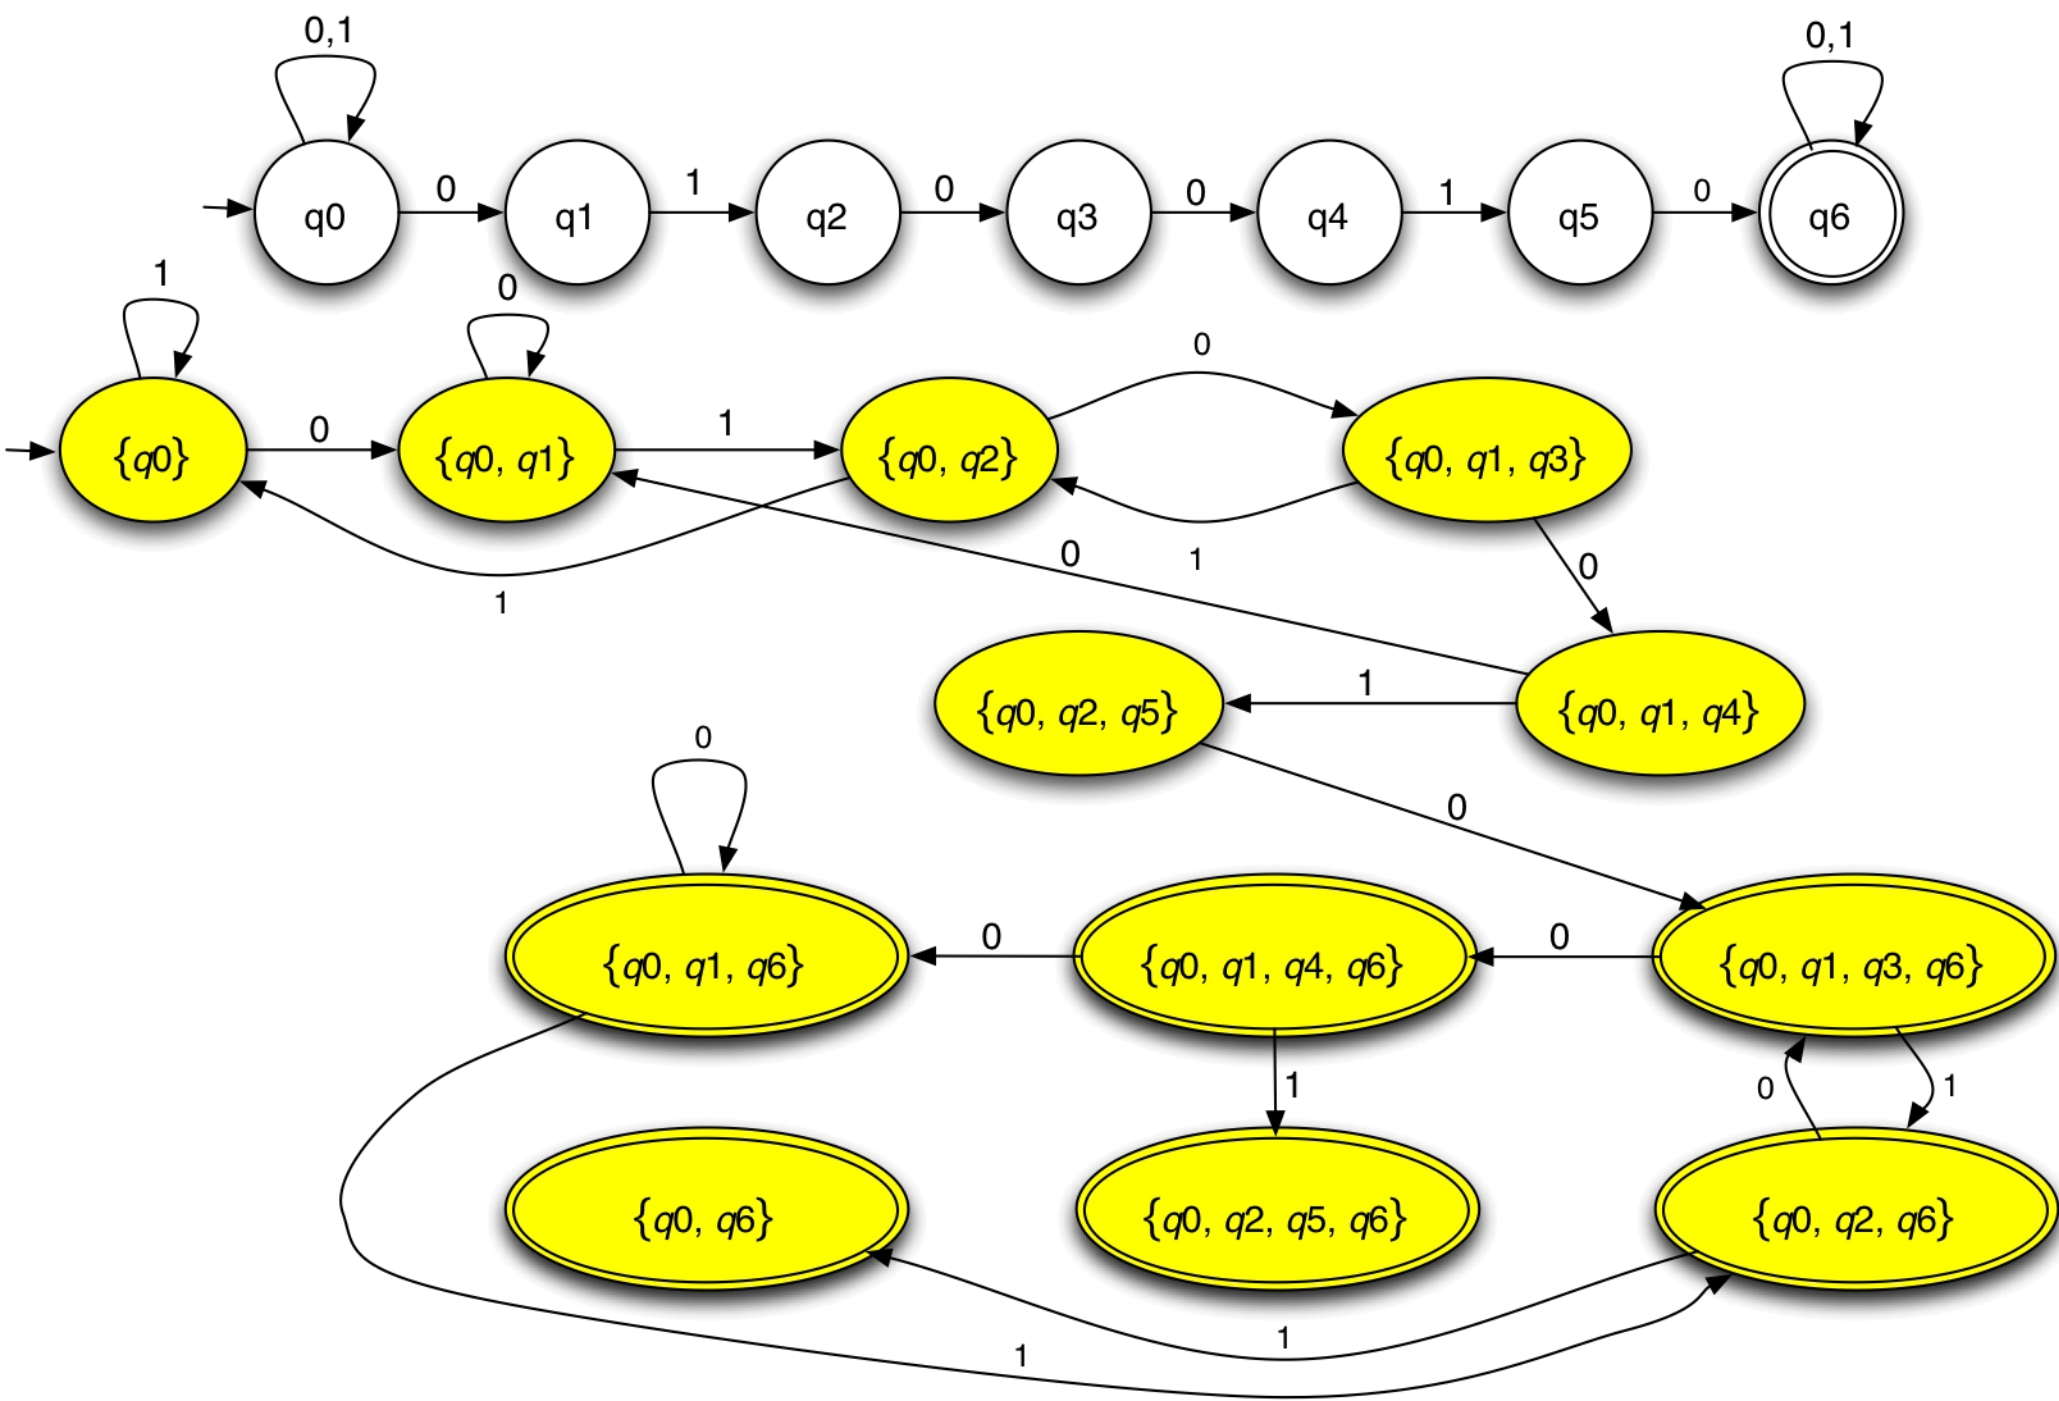 0,1 0,1
q0 0 q1 1 q2 0 q3 0 q4 1 q5 0 q6
1 0
0
{q0} 0 {q0, q1} 1 {q0, q2} {q0, q1, q3}
0 1 0
1
{q0, q2, q5} 1 {q0, q1, q4}
0
0
{q0, q1, q6} 0 {q0, q1, q4, q6} 0 {q0, q1, q3, q6}
1 0 1
{q0, q6} {q0, q2, q5, q6} {q0, q2, q6}
1
1